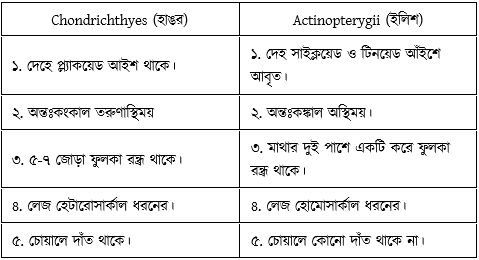 Chondrichthyes (হাঙর)
Actinopterygii (ইলিশ)
১. দেহে প্ল্যাকয়েড আইশ থাকে।
১. দেহ সাইক্লয়েড ও টিনয়েড আঁইশে
আবৃত।
২. অন্তঃকংকাল তরুণাস্থিময়
২. অন্তঃকঙ্কাল অস্থিময়।
৩. ৫-৭ জোড়া ফুলকা রন্ধ্র থাকে।
৩. মাথার দুই পাশে একটি করে ফুলকা
রন্ধ্র থাকে।
৪. লেজ হেটারোসার্কাল ধরনের।
৪. লেজ হোমোসার্কাল ধরনের।
৫. চোয়ালে দাঁত থাকে।
৫. চোয়ালে কোনো দাঁত থাকে না।